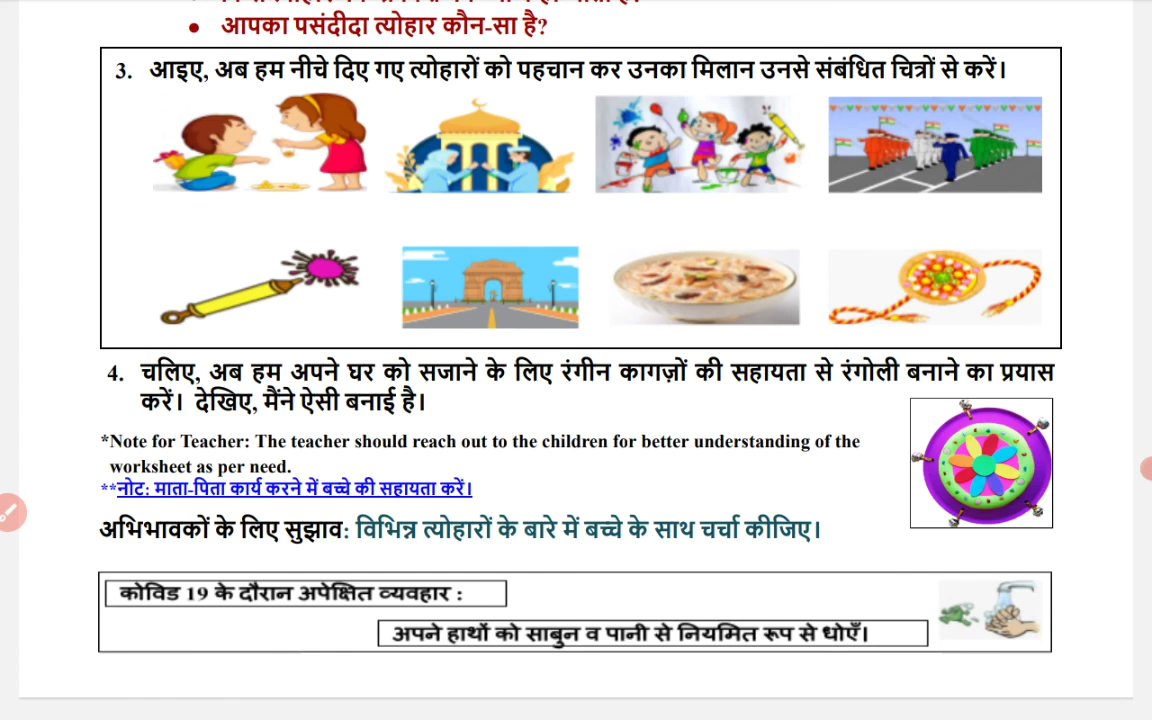 आपका पसंदीदा त्योहार कौन-सा है?
3. आइए, अब हम नीचे दिए गए त्योहारों को पहचान कर उनका मिलान उनसे संबंधित चित्रों से करें।
4. चलिए, अब हम अपने घर को सजाने के लिए रंगीन कागज़ों की सहायता से रंगोली बनाने का प्रयास
करें। देखिए, मैंने ऐसी बनाई है।
*Note for Teacher: The teacher should reach out to the children for better understanding of the
worksheet as per need.
**नोट: माता-पिता कार्य करने में बच्चे की सहायता करें।
अभिभावकों के लिए सुझाव: विभिन्न त्योहारों के बारे में बच्चे के साथ चर्चा कीजिए।
कोविड 19 के दौरान अपेक्षित व्यवहार :
अपने हाथों को साबुन व पानी से नियमित रूप से धोएँ।